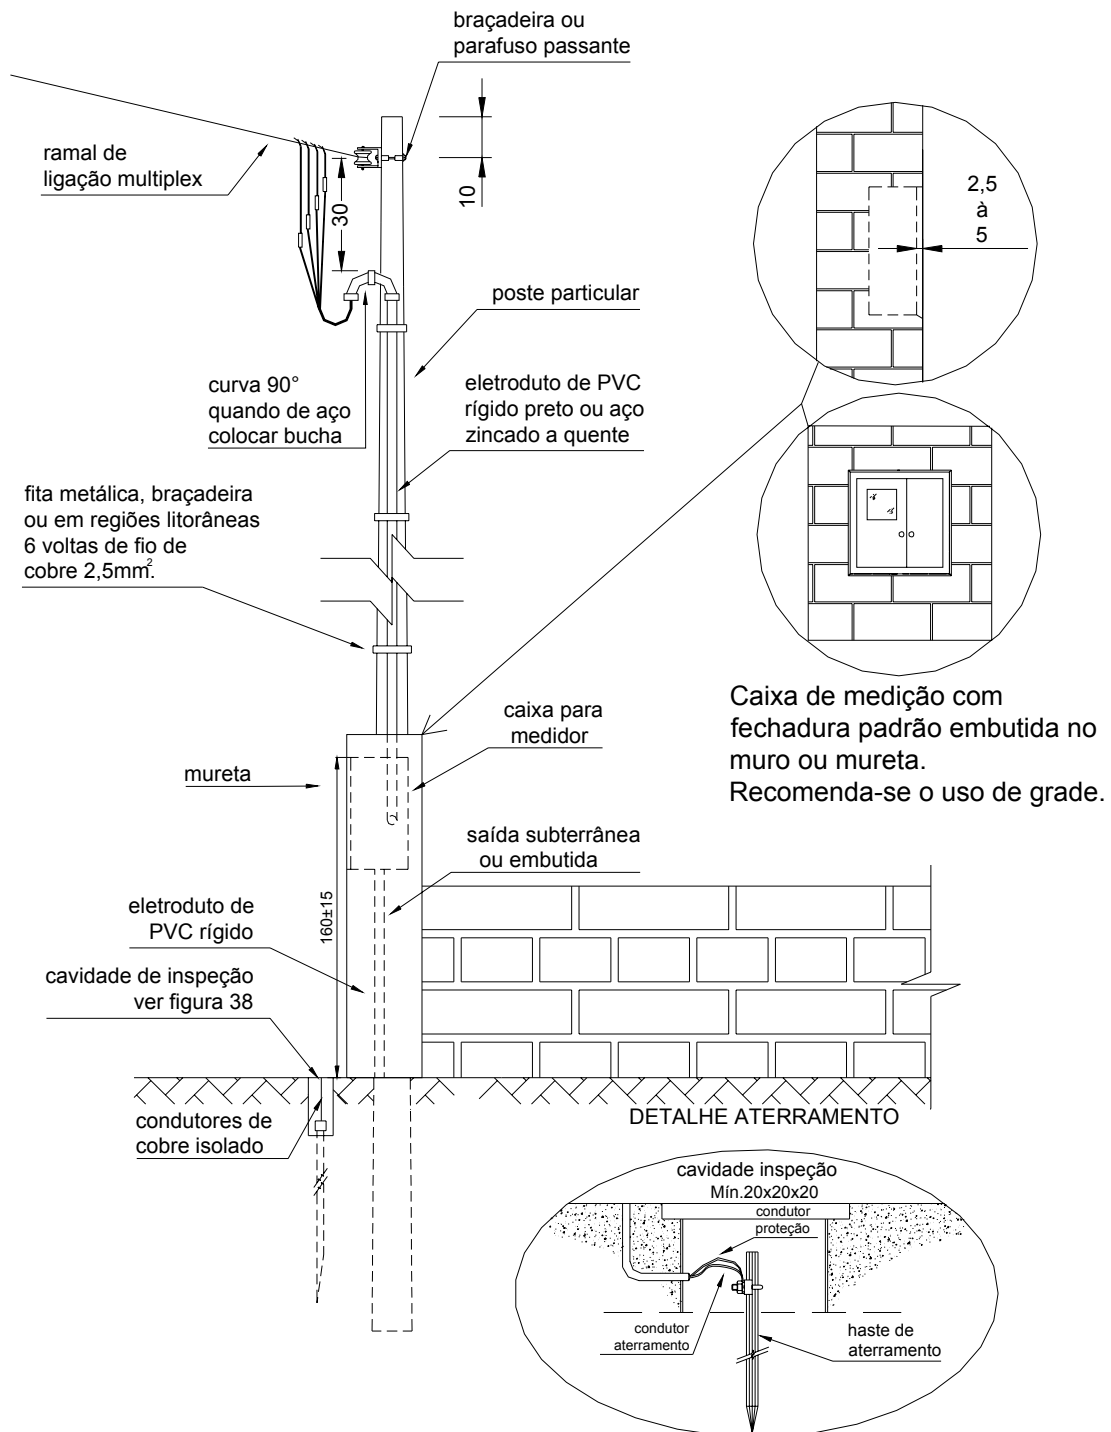 braçadeira ou
parafuso passante
ramal de
ligação multiplex
10
30
2,5
à
5
poste particular
curva 90°
quando de aço
colocar bucha
eletroduto de PVC
rígido preto ou aço
zincado a quente
fita metálica, braçadeira
ou em regiões litorâneas
6 voltas de fio de
cobre 2,5mm².
Caixa de medição com
fechadura padrão embutida no
muro ou mureta.
Recomenda-se o uso de grade.
caixa para
medidor
mureta
saída subterrânea
ou embutida
160±15
eletroduto de
PVC rígido
cavidade de inspeção
ver figura 38
condutores de
cobre isolado
DETALHE ATERRAMENTO
cavidade inspeção
Mín.20x20x20
condutor
proteção
condutor
aterramento
haste de
aterramento